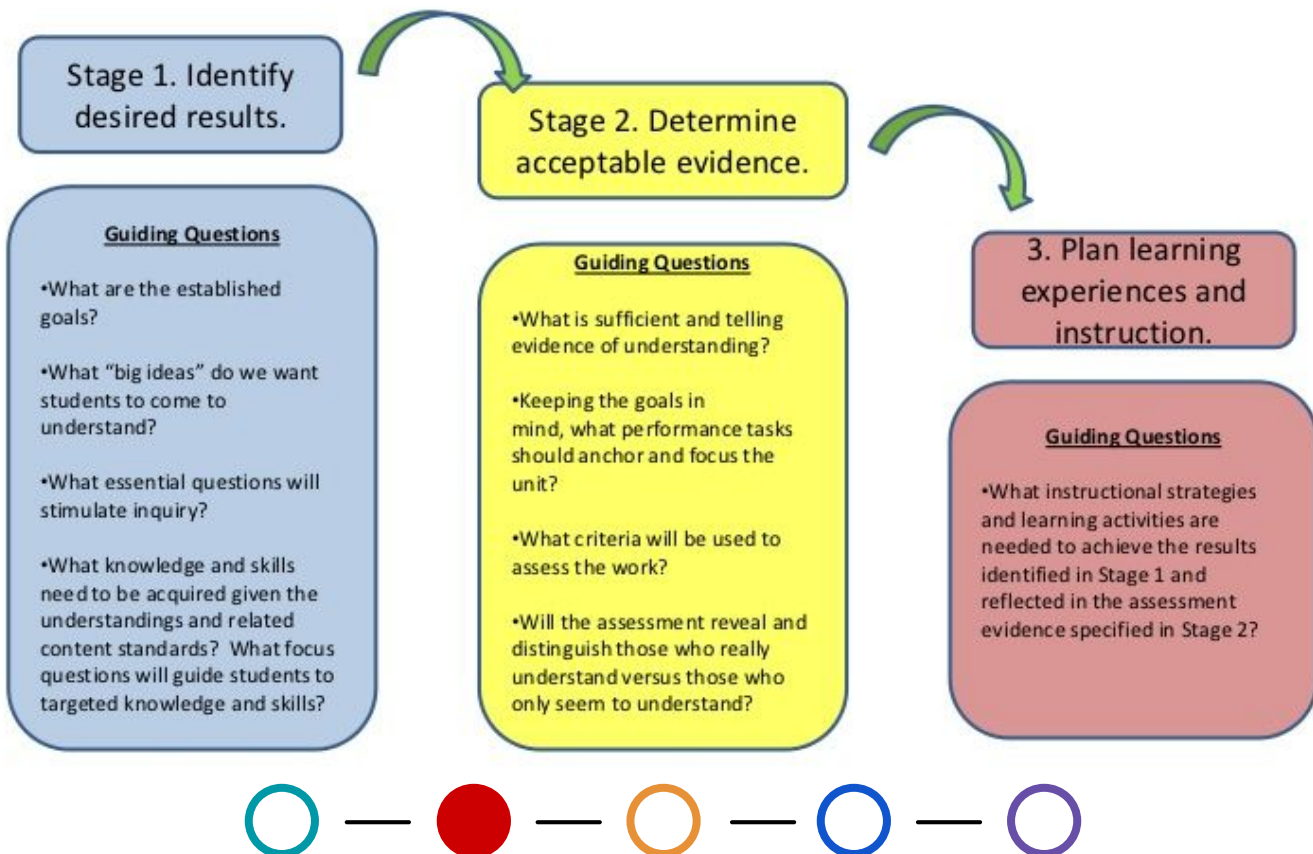 Stage 1. Identify
desired results.
Guiding Questions
•What are the established
goals?
•What “big ideas” do we want
students to come to
understand?
•What essential questions will
stimulate inquiry?
•What knowledge and skills
need to be acquired given the
understandings and related
content standards?  What focus
questions will guide students to
targeted knowledge and skills?
Stage 2. Determine
acceptable evidence.
Guiding Questions
•What is sufficient and telling
evidence of understanding?
•Keeping the goals in
mind, what performance tasks
should anchor and focus the
unit?
•What criteria will be used to
assess the work?
•Will the assessment reveal and
distinguish those who really
understand versus those who
only seem to understand?
3. Plan learning
experiences and
instruction.
Guiding Questions
•What instructional strategies
and learning activities are
needed to achieve the results
identified in Stage 1 and
reflected in the assessment
evidence specified in Stage 2?